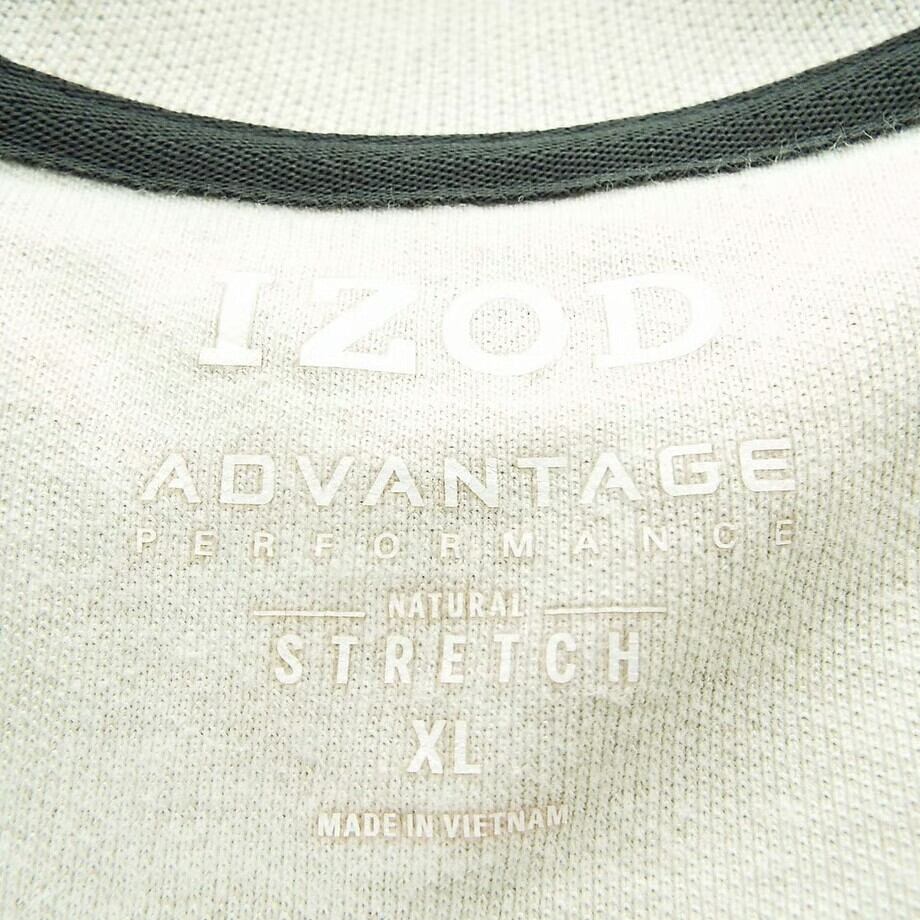 IZOD
ADVANTAGE
PERFORMANCE
NATURAL
STRETCH
XL
MADE IN VIETNAM